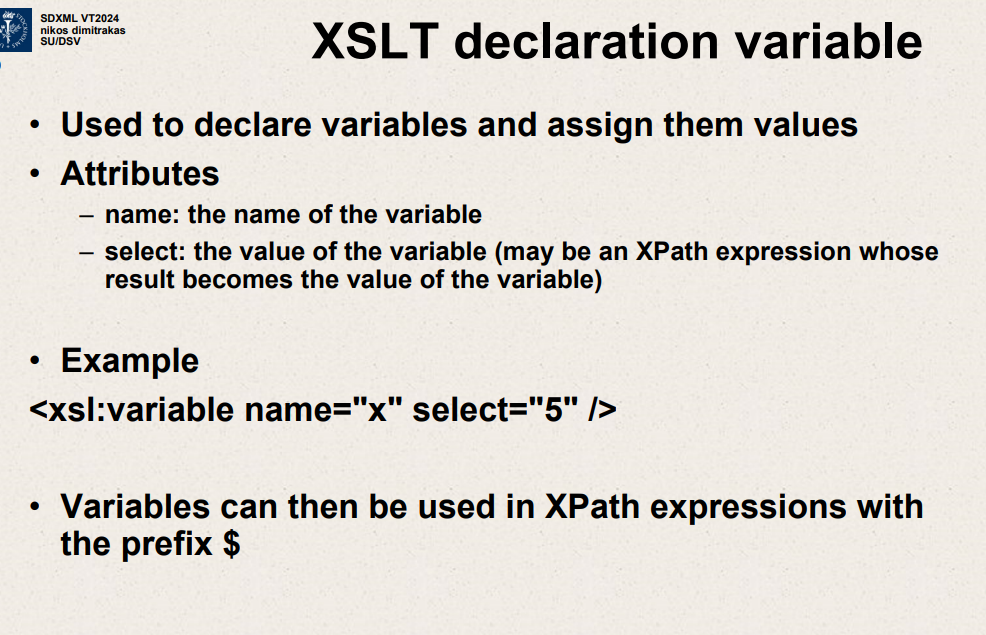 SDXML VT2024
nikos dimitrakas
SU/DSV
XSLT declaration variable
• Used to declare variables and assign them values
• Attributes
– name: the name of the variable
– select: the value of the variable (may be an XPath expression whose
result becomes the value of the variable)
• Example
<xsl:variable name="x" select="5" />
• Variables can then be used in XPath expressions with
the prefix $